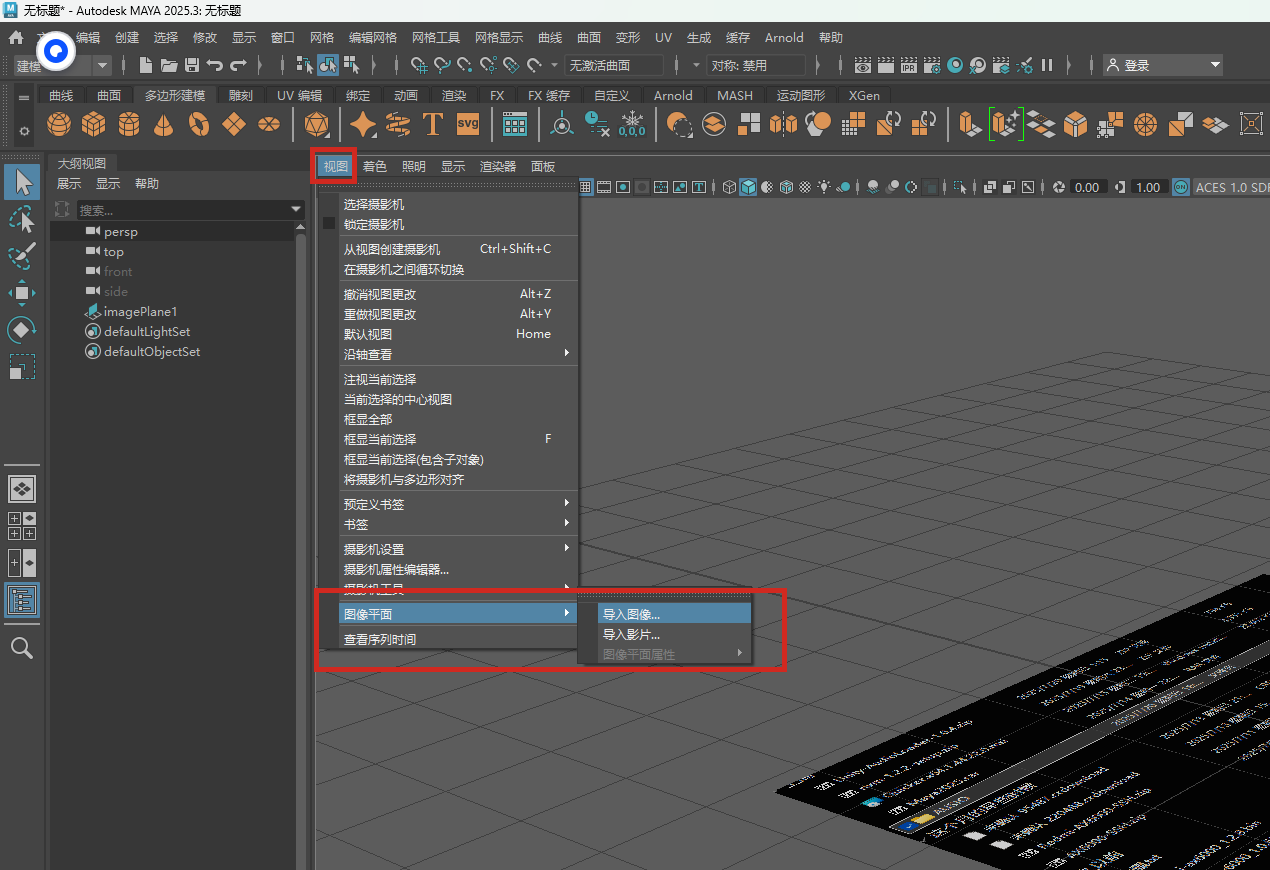 无标题* - Autodesk MAYA 2025.3: 无标题
编辑 创建 选择 修改 显示 窗口 网格 编辑网格 网格工具 网格显示 曲线 曲面 变形 UV 生成 缓存 Arnold 帮助
建模 无激活曲面 对称: 禁用 登录
曲线 曲面 多边形建模 雕刻 UV 编辑 绑定 动画 渲染 FX FX 缓存 自定义 Arnold MASH 运动图形 XGen
SVG 0,0,0
大纲视图
展示 显示 帮助
搜索...
persp
top
front
side
imagePlane1
defaultLightSet
defaultObjectSet
视图 着色 照明 显示 渲染器 面板
0.00 1.00 ON ACES 1.0 SDR
选择摄影机
锁定摄影机
从视图创建摄影机 Ctrl+Shift+C
在摄影机之间循环切换
撤消视图更改 Alt+Z
重做视图更改 Alt+Y
默认视图 Home
沿轴查看
注视当前选择
当前选择的中心视图
框显全部
框显当前选择 F
框显当前选择(包含子对象)
将摄影机与多边形对齐
预定义书签
书签
摄影机设置
摄影机属性编辑器...
摄影机工具
图像平面
查看序列时间
导入图像...
导入影片...
图像平面属性
Maya2025.rar